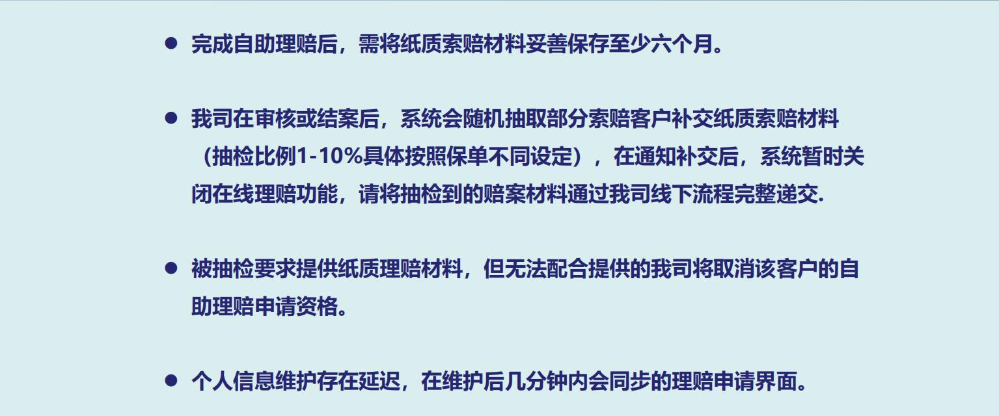 ● 完成自助理赔后，需将纸质索赔材料妥善保存至少六个月。
● 我司在审核或结案后，系统会随机抽取部分索赔客户补交纸质索赔材料
（抽检比例1-10%具体按照保单不同设定），在通知补交后，系统暂时关
闭在线理赔功能，请将抽检到的赔案材料通过我司线下流程完整递交.
● 被抽检要求提供纸质理赔材料，但无法配合提供的我司将取消该客户的自
助理赔申请资格。
● 个人信息维护存在延迟，在维护后几分钟内会同步的理赔申请界面。